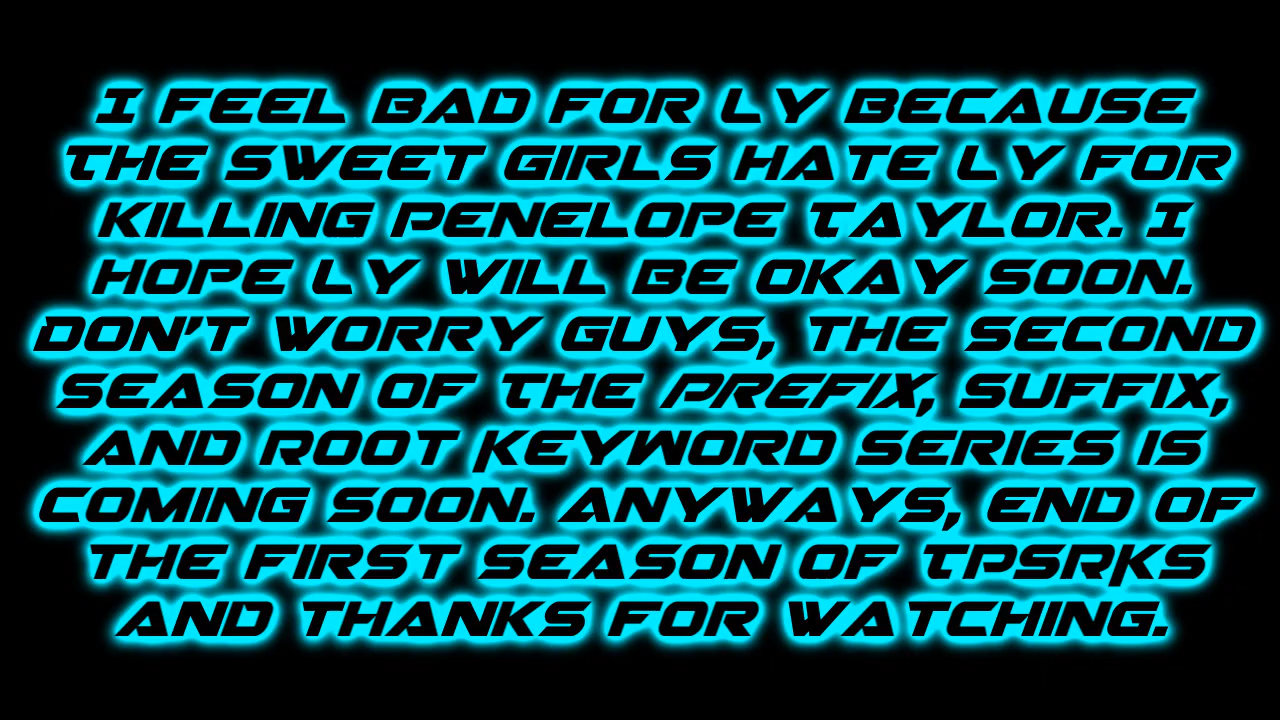 I FEEL BAD FOR LY BECAUSE
THE SWEET GIRLS HATE LY FOR
KILLING PENELOPE TAYLOR. I
HOPE LY WILL BE OKAY SOON.
DON'T WORRY GUYS, THE SECOND
SEASON OF THE PREFIX, SUFFIX,
AND ROOT KEYWORD SERIES IS
COMING SOON. ANYWAYS, END OF
THE FIRST SEASON OF TPSRKS
AND THANKS FOR WATCHING.